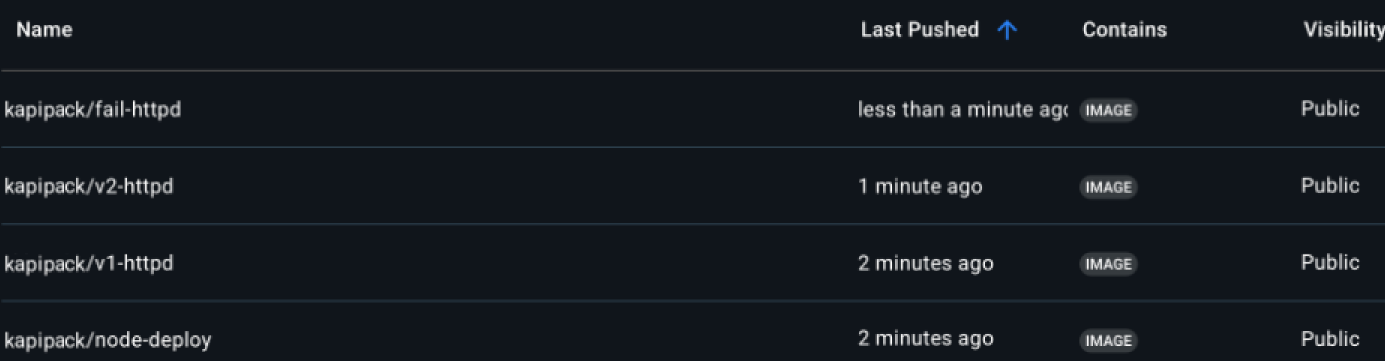 Name Last Pushed ↑ Contains Visibility
kapipack/fail-httpd less than a minute ago IMAGE Public
kapipack/v2-httpd 1 minute ago IMAGE Public
kapipack/v1-httpd 2 minutes ago IMAGE Public
kapipack/node-deploy 2 minutes ago IMAGE Public